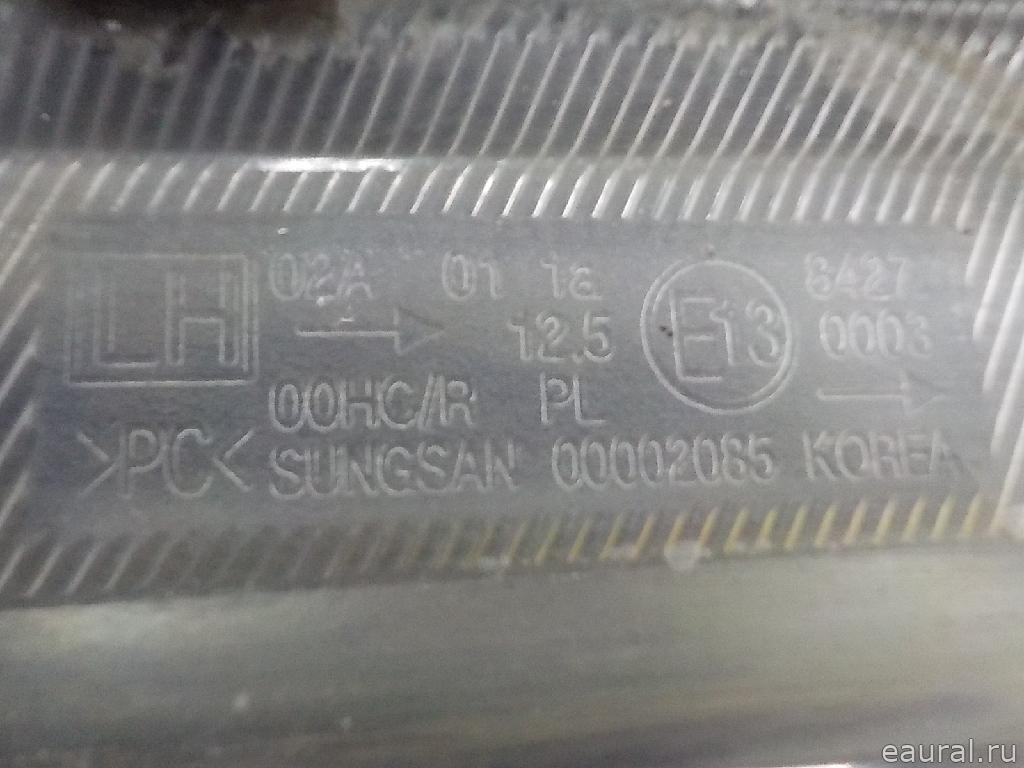 LH 02A 01 1a E13 8427
12.5 0003
00HC/R PL
>PC< SUNGSAN 00002085 KOREA
eaural.ru